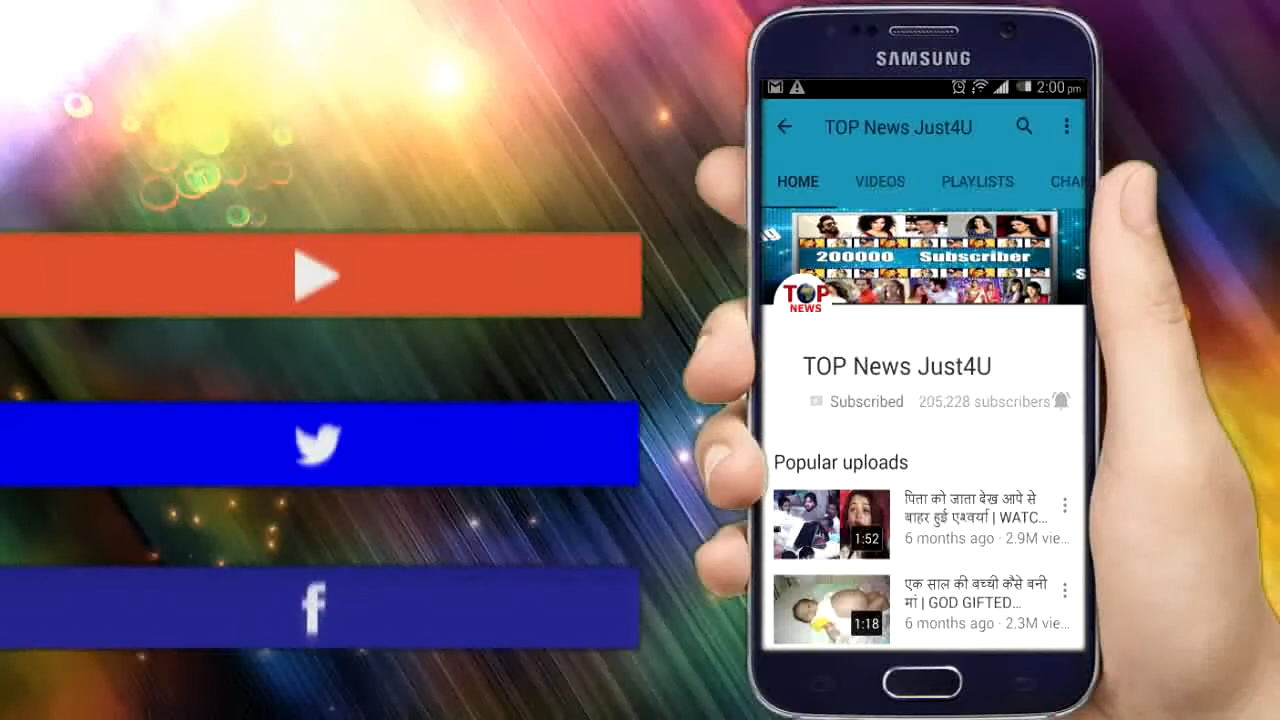 SAMSUNG
2:00 pm
TOP News Just4U
HOME VIDEOS PLAYLISTS CHAN
200000 Subscriber
TOP
NEWS
TOP News Just4U
Subscribed 205,228 subscribers
Popular uploads
पिता को जाता देख आपे से
बाहर हुई एश्वर्या | WATC...
6 months ago · 2.9M vie...
1:52
एक साल की बच्ची कैसे बनी
मां | GOD GIFTED...
6 months ago · 2.3M vie...
1:18